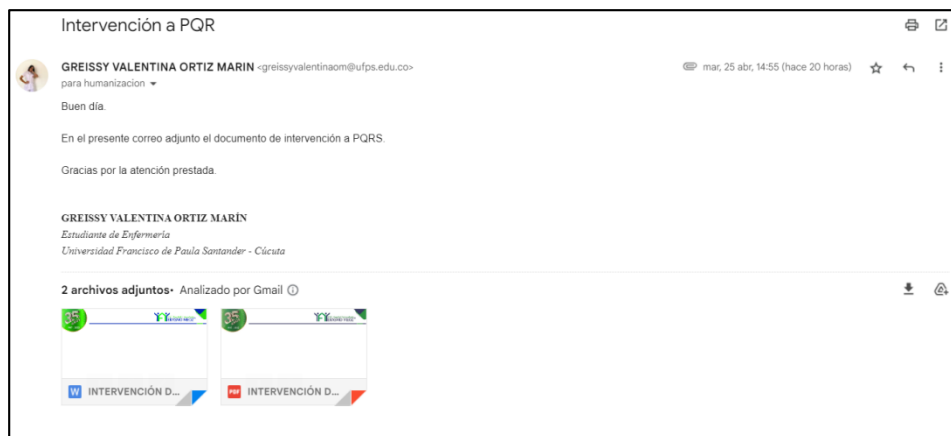 Intervención a PQR
GREISSY VALENTINA ORTIZ MARIN <greissyvalentinaom@ufps.edu.co>
mar, 25 abr, 14:55 (hace 20 horas)
para humanizacion
Buen día.
En el presente correo adjunto el documento de intervención a PQRS.
Gracias por la atención prestada.
GREISSY VALENTINA ORTIZ MARÍN
Estudiante de Enfermería
Universidad Francisco de Paula Santander - Cúcuta
2 archivos adjuntos• Analizado por Gmail
35
35
W INTERVENCIÓN D...
PDF INTERVENCIÓN D...